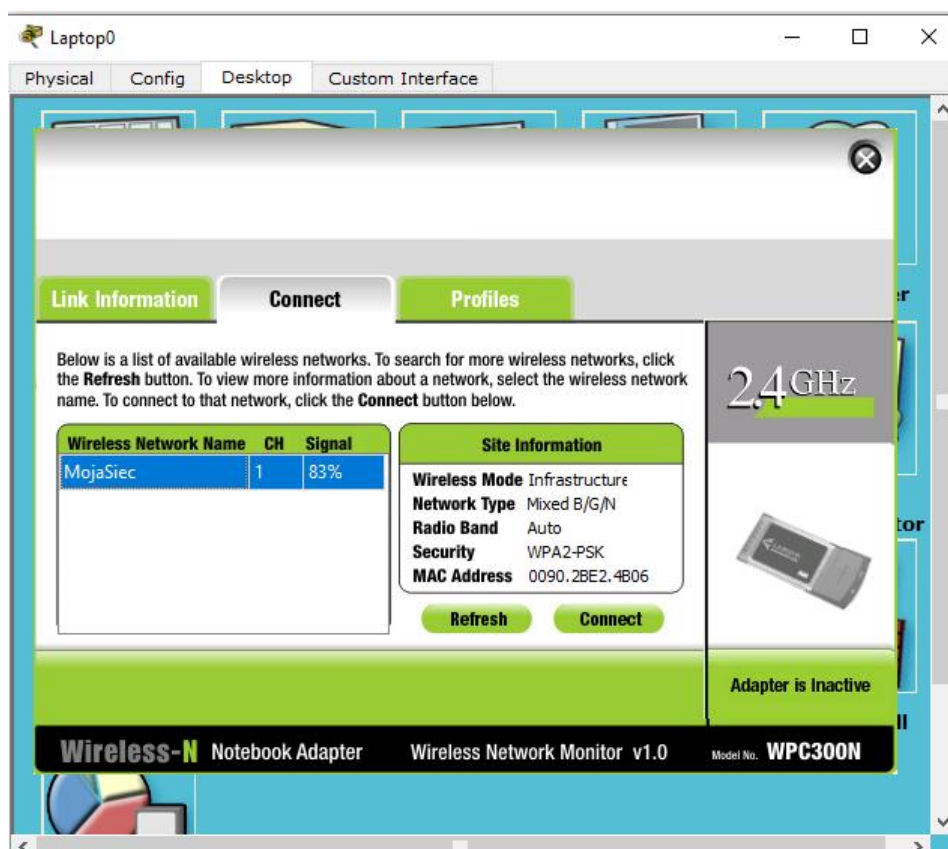 Laptop0
Physical Config Desktop Custom Interface
Link Information Connect Profiles
Below is a list of available wireless networks. To search for more wireless networks, click
the Refresh button. To view more information about a network, select the wireless network
name. To connect to that network, click the Connect button below.
2.4GHz
Wireless Network Name CH Signal
MojaSiec 1 83%
Site Information
Wireless Mode Infrastructure
Network Type Mixed B/G/N
Radio Band Auto
Security WPA2-PSK
MAC Address 0090.2BE2.4B06
Refresh Connect
Adapter is Inactive
Wireless-N Notebook Adapter Wireless Network Monitor v1.0 Model No. WPC300N